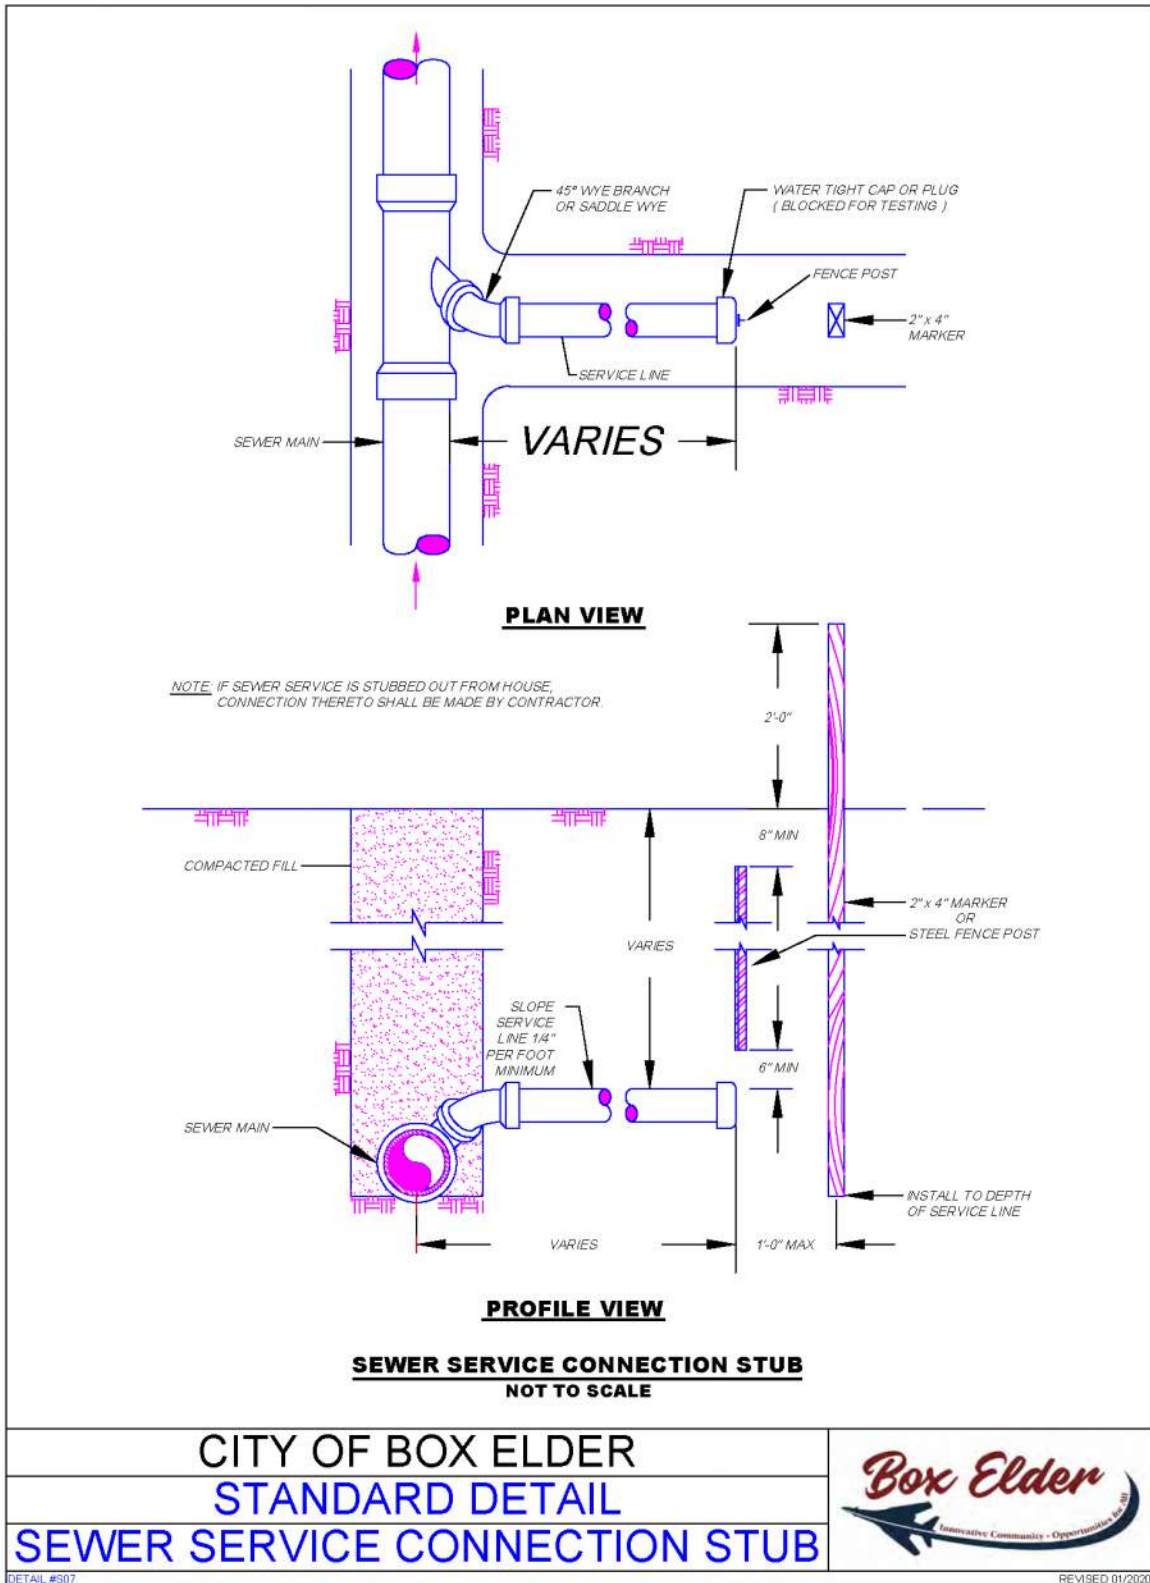 45° WYE BRANCH
OR SADDLE WYE
WATER TIGHT CAP OR PLUG
( BLOCKED FOR TESTING )
FENCE POST
2" x 4"
MARKER
SERVICE LINE
SEWER MAIN
VARIES
PLAN VIEW
NOTE: IF SEWER SERVICE IS STUBBED OUT FROM HOUSE,
CONNECTION THERETO SHALL BE MADE BY CONTRACTOR.
2'-0"
8" MIN
COMPACTED FILL
2" x 4" MARKER
OR
STEEL FENCE POST
VARIES
SLOPE
SERVICE
LINE 1/4"
PER FOOT
MINIMUM
6" MIN
SEWER MAIN
INSTALL TO DEPTH
OF SERVICE LINE
VARIES
1'-0" MAX
PROFILE VIEW
SEWER SERVICE CONNECTION STUB
NOT TO SCALE
CITY OF BOX ELDER
STANDARD DETAIL
SEWER SERVICE CONNECTION STUB
Box Elder
Innovative Community - Opportunities for All
DETAIL #S07
REVISED 01/2020